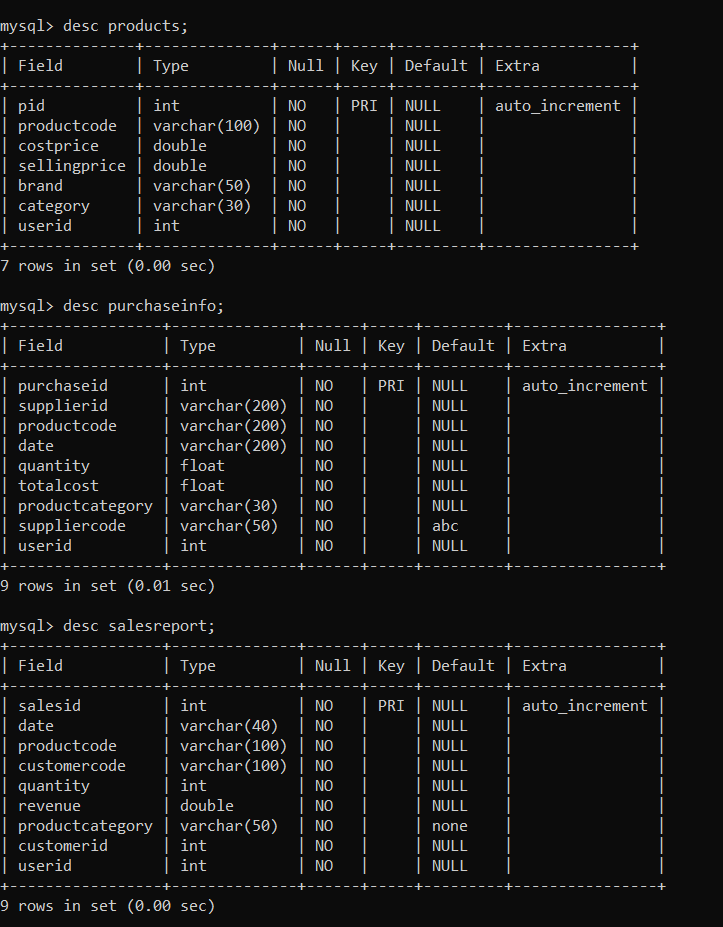 mysql> desc products;
+--------------+--------------+------+-----+---------+----------------+
| Field        | Type         | Null | Key | Default | Extra          |
+--------------+--------------+------+-----+---------+----------------+
| pid          | int          | NO   | PRI | NULL    | auto_increment |
| productcode  | varchar(100) | NO   |     | NULL    |                |
| costprice    | double       | NO   |     | NULL    |                |
| sellingprice | double       | NO   |     | NULL    |                |
| brand        | varchar(50)  | NO   |     | NULL    |                |
| category     | varchar(30)  | NO   |     | NULL    |                |
| userid       | int          | NO   |     | NULL    |                |
+--------------+--------------+------+-----+---------+----------------+
7 rows in set (0.00 sec)

mysql> desc purchaseinfo;
+-----------------+--------------+------+-----+---------+----------------+
| Field           | Type         | Null | Key | Default | Extra          |
+-----------------+--------------+------+-----+---------+----------------+
| purchaseid      | int          | NO   | PRI | NULL    | auto_increment |
| supplierid      | varchar(200) | NO   |     | NULL    |                |
| productcode     | varchar(200) | NO   |     | NULL    |                |
| date            | varchar(200) | NO   |     | NULL    |                |
| quantity        | float        | NO   |     | NULL    |                |
| totalcost       | float        | NO   |     | NULL    |                |
| productcategory | varchar(30)  | NO   |     | NULL    |                |
| suppliercode    | varchar(50)  | NO   |     | abc     |                |
| userid          | int          | NO   |     | NULL    |                |
+-----------------+--------------+------+-----+---------+----------------+
9 rows in set (0.01 sec)

mysql> desc salesreport;
+-----------------+--------------+------+-----+---------+----------------+
| Field           | Type         | Null | Key | Default | Extra          |
+-----------------+--------------+------+-----+---------+----------------+
| salesid         | int          | NO   | PRI | NULL    | auto_increment |
| date            | varchar(40)  | NO   |     | NULL    |                |
| productcode     | varchar(100) | NO   |     | NULL    |                |
| customercode    | varchar(100) | NO   |     | NULL    |                |
| quantity        | int          | NO   |     | NULL    |                |
| revenue         | double       | NO   |     | NULL    |                |
| productcategory | varchar(50)  | NO   |     | none    |                |
| customerid      | int          | NO   |     | NULL    |                |
| userid          | int          | NO   |     | NULL    |                |
+-----------------+--------------+------+-----+---------+----------------+
9 rows in set (0.00 sec)